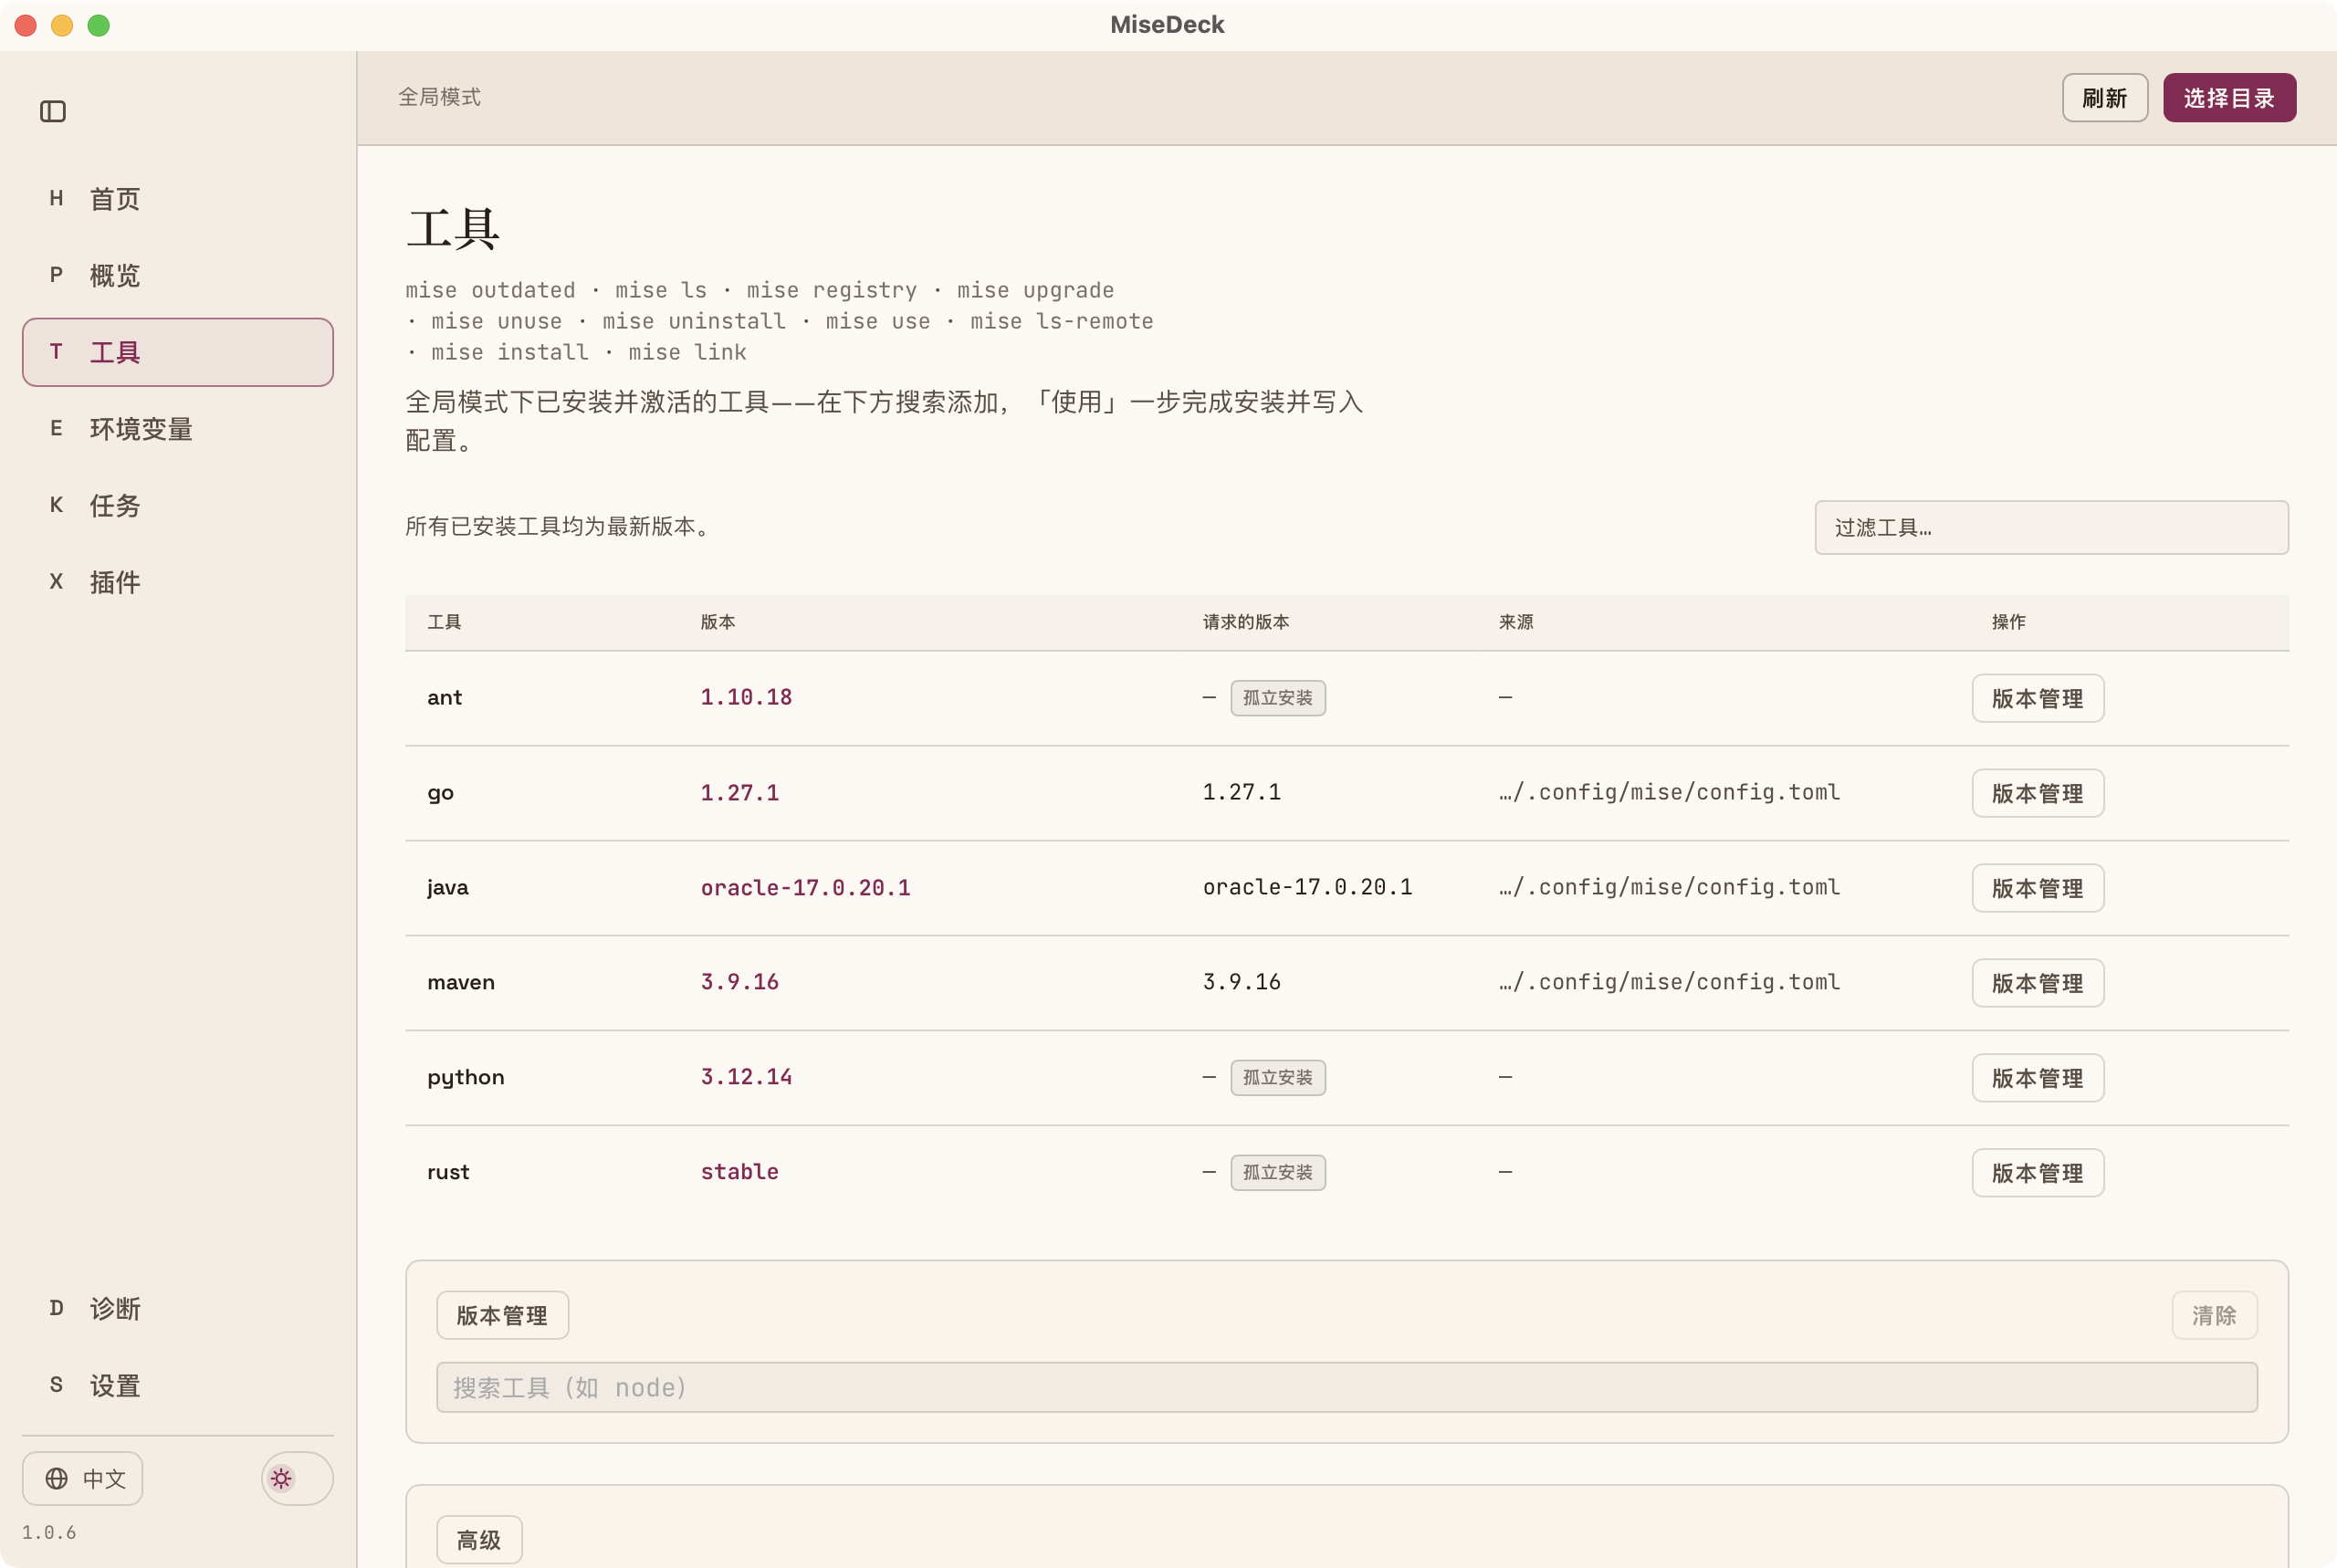 MiseDeck
全局模式
刷新
选择目录
H 首页
P 概览
T 工具
E 环境变量
K 任务
X 插件
D 诊断
S 设置
中文
1.0.6
工具
mise outdated · mise ls · mise registry · mise upgrade
· mise unuse · mise uninstall · mise use · mise ls-remote
· mise install · mise link
全局模式下已安装并激活的工具——在下方搜索添加，「使用」一步完成安装并写入
配置。
所有已安装工具均为最新版本。
过滤工具…
工具 版本 请求的版本 来源 操作
ant 1.10.18 — 孤立安装 — 版本管理
go 1.27.1 1.27.1 …/.config/mise/config.toml 版本管理
java oracle-17.0.20.1 oracle-17.0.20.1 …/.config/mise/config.toml 版本管理
maven 3.9.16 3.9.16 …/.config/mise/config.toml 版本管理
python 3.12.14 — 孤立安装 — 版本管理
rust stable — 孤立安装 — 版本管理
版本管理
清除
搜索工具（如 node）
高级